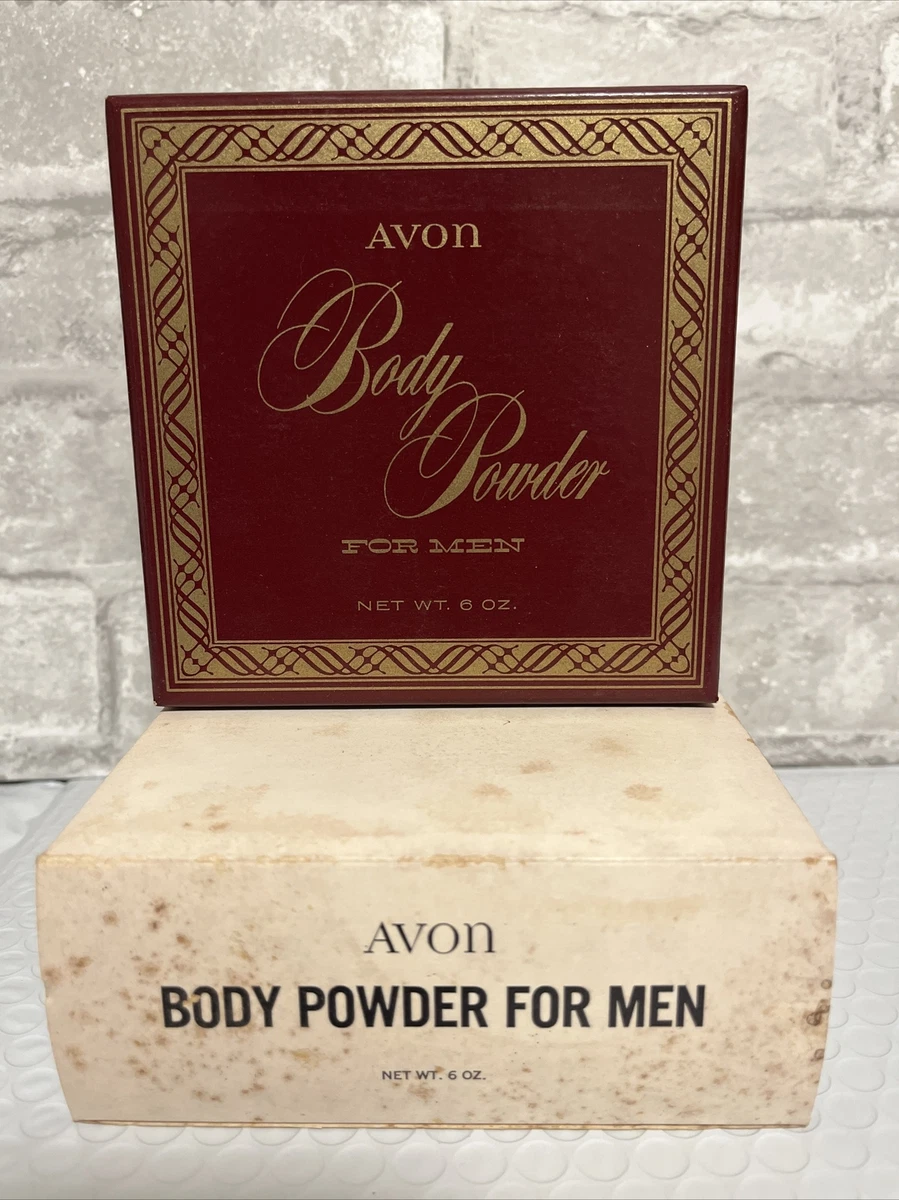 AVON
Body
Powder
FOR MEN
NET WT. 6 OZ.
AVON
BODY POWDER FOR MEN
NET WT. 6 OZ.